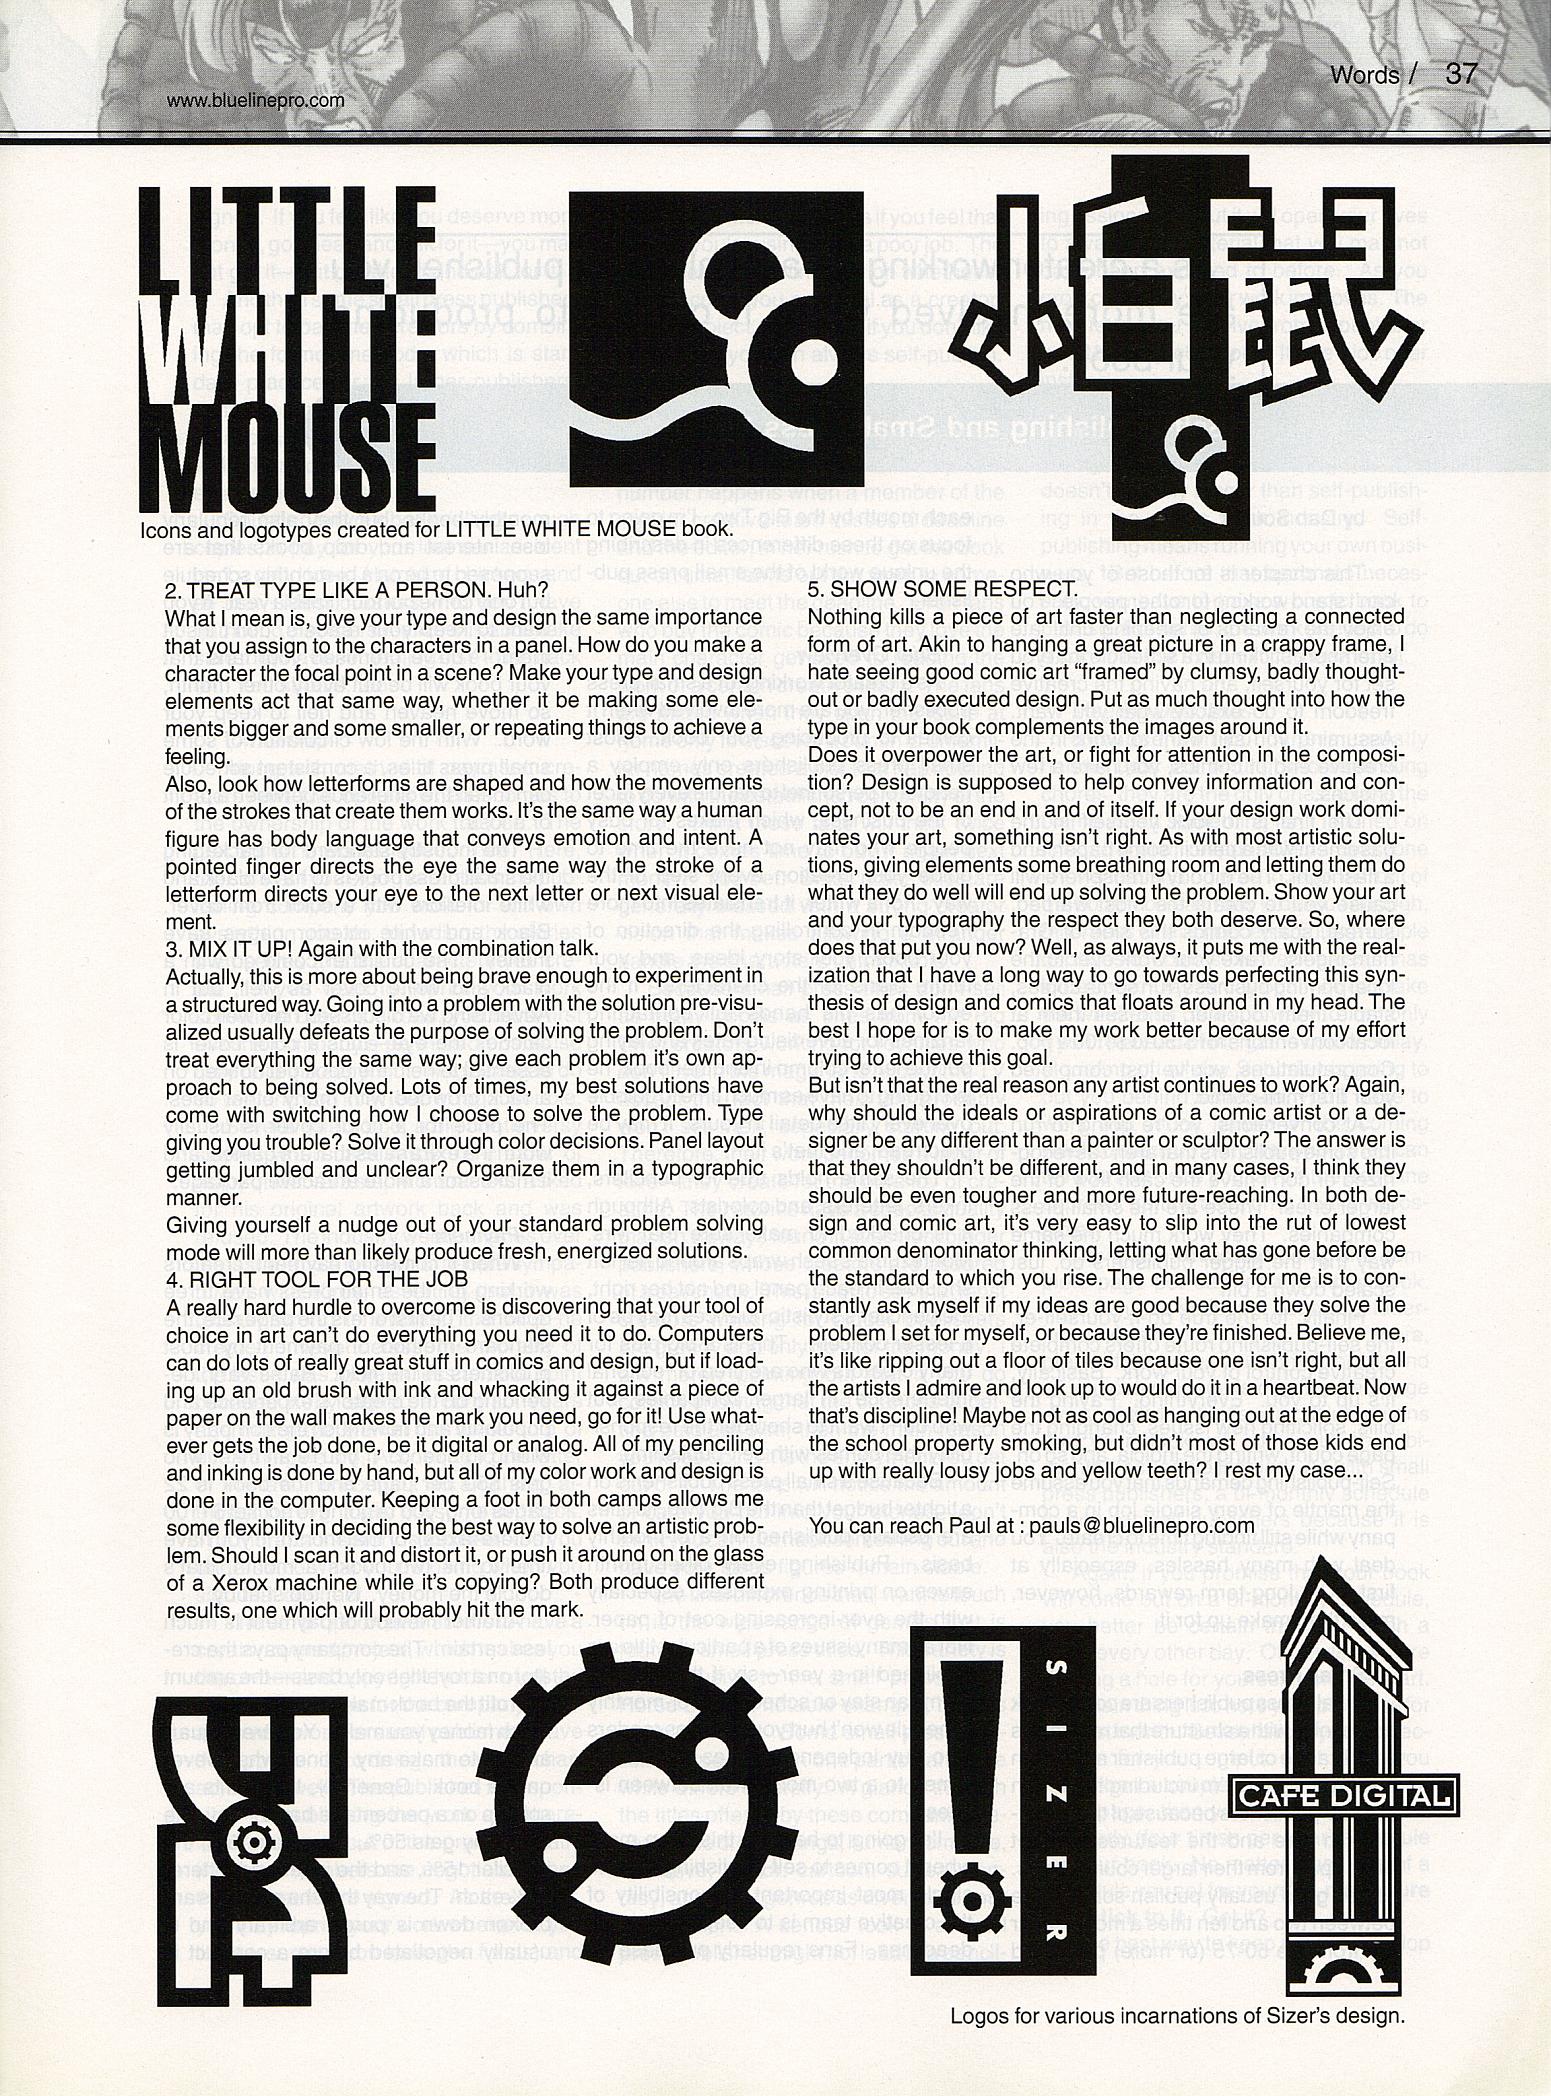 www.bluelinepro.com
Words / 37
LITTLE
WHITE
MOUSE
Icons and logotypes created for LITTLE WHITE MOUSE book.
2. TREAT TYPE LIKE A PERSON. Huh?
What I mean is, give your type and design the same importance
that you assign to the characters in a panel. How do you make a
character the focal point in a scene? Make your type and design
elements act that same way, whether it be making some ele-
ments bigger and some smaller, or repeating things to achieve a
feeling.
Also, look how letterforms are shaped and how the movements
of the strokes that create them works. It's the same way a human
figure has body language that conveys emotion and intent. A
pointed finger directs the eye the same way the stroke of a
letterform directs your eye to the next letter or next visual ele-
ment.
3. MIX IT UP! Again with the combination talk.
Actually, this is more about being brave enough to experiment in
a structured way. Going into a problem with the solution pre-visu-
alized usually defeats the purpose of solving the problem. Don't
treat everything the same way; give each problem it's own ap-
proach to being solved. Lots of times, my best solutions have
come with switching how I choose to solve the problem. Type
giving you trouble? Solve it through color decisions. Panel layout
getting jumbled and unclear? Organize them in a typographic
manner.
Giving yourself a nudge out of your standard problem solving
mode will more than likely produce fresh, energized solutions.
4. RIGHT TOOL FOR THE JOB
A really hard hurdle to overcome is discovering that your tool of
choice in art can't do everything you need it to do. Computers
can do lots of really great stuff in comics and design, but if load-
ing up an old brush with ink and whacking it against a piece of
paper on the wall makes the mark you need, go for it! Use what-
ever gets the job done, be it digital or analog. All of my penciling
and inking is done by hand, but all of my color work and design is
done in the computer. Keeping a foot in both camps allows me
some flexibility in deciding the best way to solve an artistic prob-
lem. Should I scan it and distort it, or push it around on the glass
of a Xerox machine while it's copying? Both produce different
results, one which will probably hit the mark.
5. SHOW SOME RESPECT.
Nothing kills a piece of art faster than neglecting a connected
form of art. Akin to hanging a great picture in a crappy frame, I
hate seeing good comic art “framed” by clumsy, badly thought-
out or badly executed design. Put as much thought into how the
type in your book complements the images around it.
Does it overpower the art, or fight for attention in the composi-
tion? Design is supposed to help convey information and con-
cept, not to be an end in and of itself. If your design work domi-
nates your art, something isn't right. As with most artistic solu-
tions, giving elements some breathing room and letting them do
what they do well will end up solving the problem. Show your art
and your typography the respect they both deserve. So, where
does that put you now? Well, as always, it puts me with the real-
ization that I have a long way to go towards perfecting this syn-
thesis of design and comics that floats around in my head. The
best I hope for is to make my work better because of my effort
trying to achieve this goal.
But isn't that the real reason any artist continues to work? Again,
why should the ideals or aspirations of a comic artist or a de-
signer be any different than a painter or sculptor? The answer is
that they shouldn't be different, and in many cases, I think they
should be even tougher and more future-reaching. In both de-
sign and comic art, it's very easy to slip into the rut of lowest
common denominator thinking, letting what has gone before be
the standard to which you rise. The challenge for me is to con-
stantly ask myself if my ideas are good because they solve the
problem I set for myself, or because they're finished. Believe me,
it's like ripping out a floor of tiles because one isn't right, but all
the artists I admire and look up to would do it in a heartbeat. Now
that's discipline! Maybe not as cool as hanging out at the edge of
the school property smoking, but didn't most of those kids end
up with really lousy jobs and yellow teeth? I rest my case...
You can reach Paul at : pauls@bluelinepro.com
SIZER
CAFE DIGITAL
Logos for various incarnations of Sizer's design.